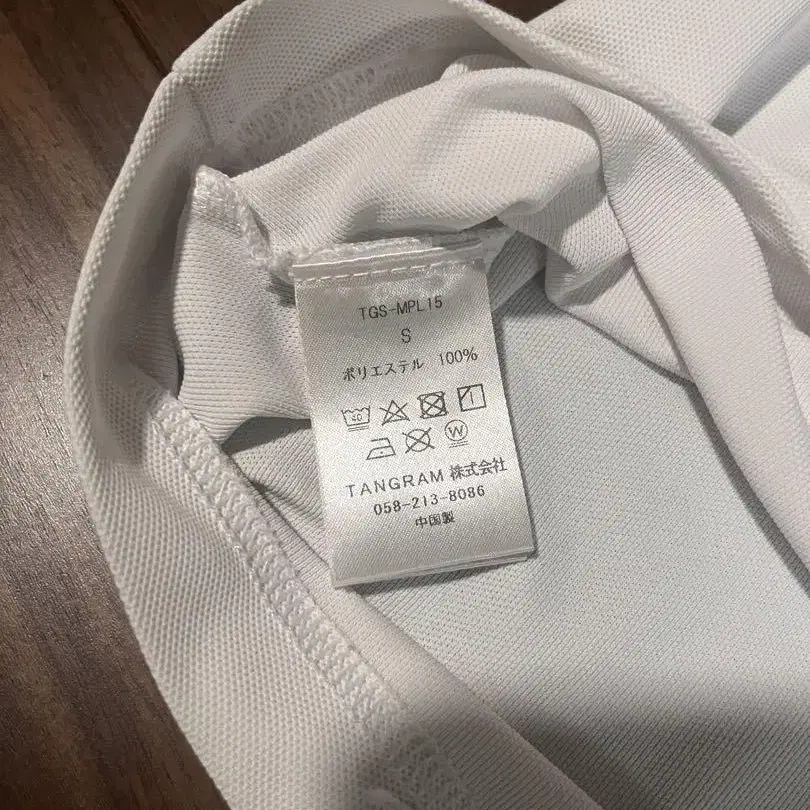 TGS-MPL15
S
ポリエステル 100%
40
W
TANGRAM 株式会社
058-213-8086
中国製